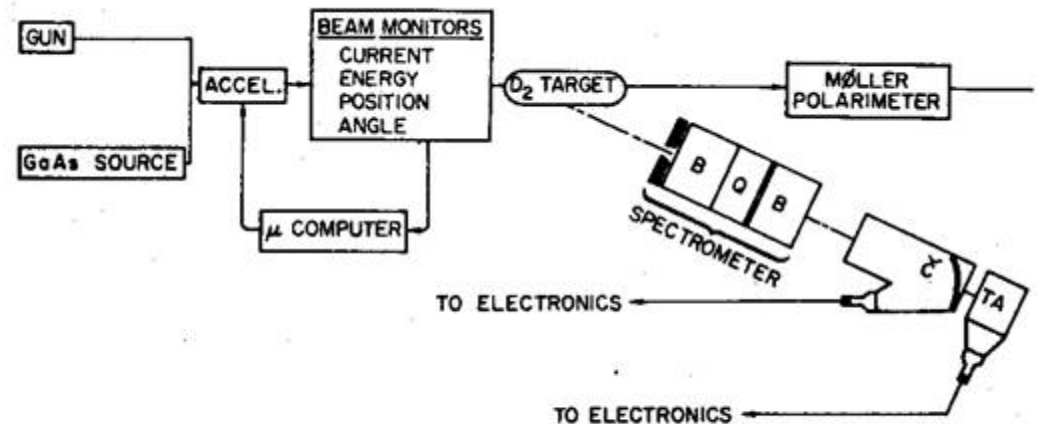 GUN
GaAs SOURCE
ACCEL.
BEAM MONITORS
CURRENT
ENERGY
POSITION
ANGLE
μ COMPUTER
D₂ TARGET
MØLLER
POLARIMETER
B
Q
B
SPECTROMETER
Č
TA
TO ELECTRONICS
TO ELECTRONICS